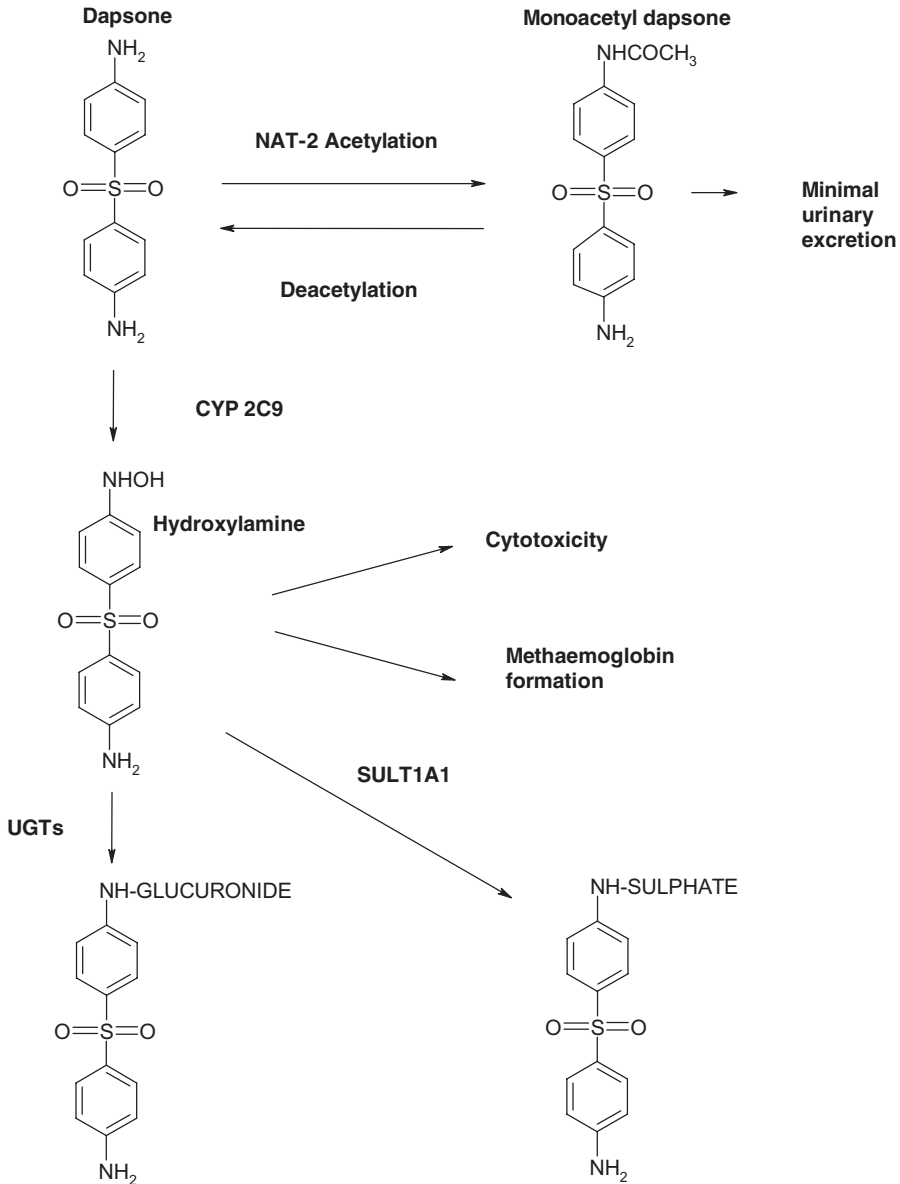 Dapsone
Monoacetyl dapsone
NH2
NHCOCH3
NAT-2 Acetylation
O=S=O
O=S=O
Minimal
urinary
excretion
Deacetylation
NH2
NH2
CYP 2C9
NHOH
Hydroxylamine
Cytotoxicity
O=S=O
Methaemoglobin
formation
NH2
SULT1A1
UGTs
NH-GLUCURONIDE
NH-SULPHATE
O=S=O
O=S=O
NH2
NH2